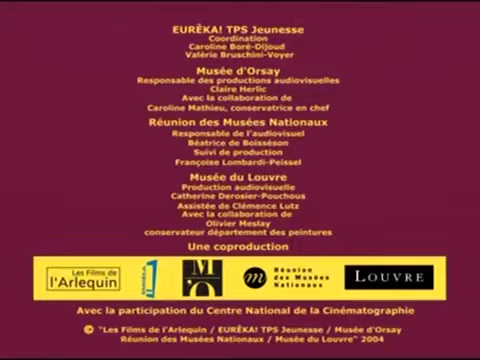 EURÊKA! TPS Jeunesse
Coordination
Caroline Boré-Dijoud
Valérie Bruschini-Voyer
Musée d'Orsay
Responsable des productions audiovisuelles
Claire Herlic
Avec la collaboration de
Caroline Mathieu, conservatrice en chef
Réunion des Musées Nationaux
Responsable de l'audiovisuel
Béatrice de Boisséson
Suivi de production
Françoise Lombardi-Peissel
Musée du Louvre
Production audiovisuelle
Catherine Derosier-Pouchous
Assistée de Clémence Lutz
Avec la collaboration de
Olivier Meslay
conservateur département des peintures
Une coproduction
Les Films de
l'Arlequin
EURÊKA!
M'O
m
Réunion
des Musées
Nationaux
LOUVRE
Avec la participation du Centre National de la Cinématographie
© "Les Films de l'Arlequin / EURÊKA! TPS Jeunesse / Musée d'Orsay
Réunion des Musées Nationaux / Musée du Louvre" 2004